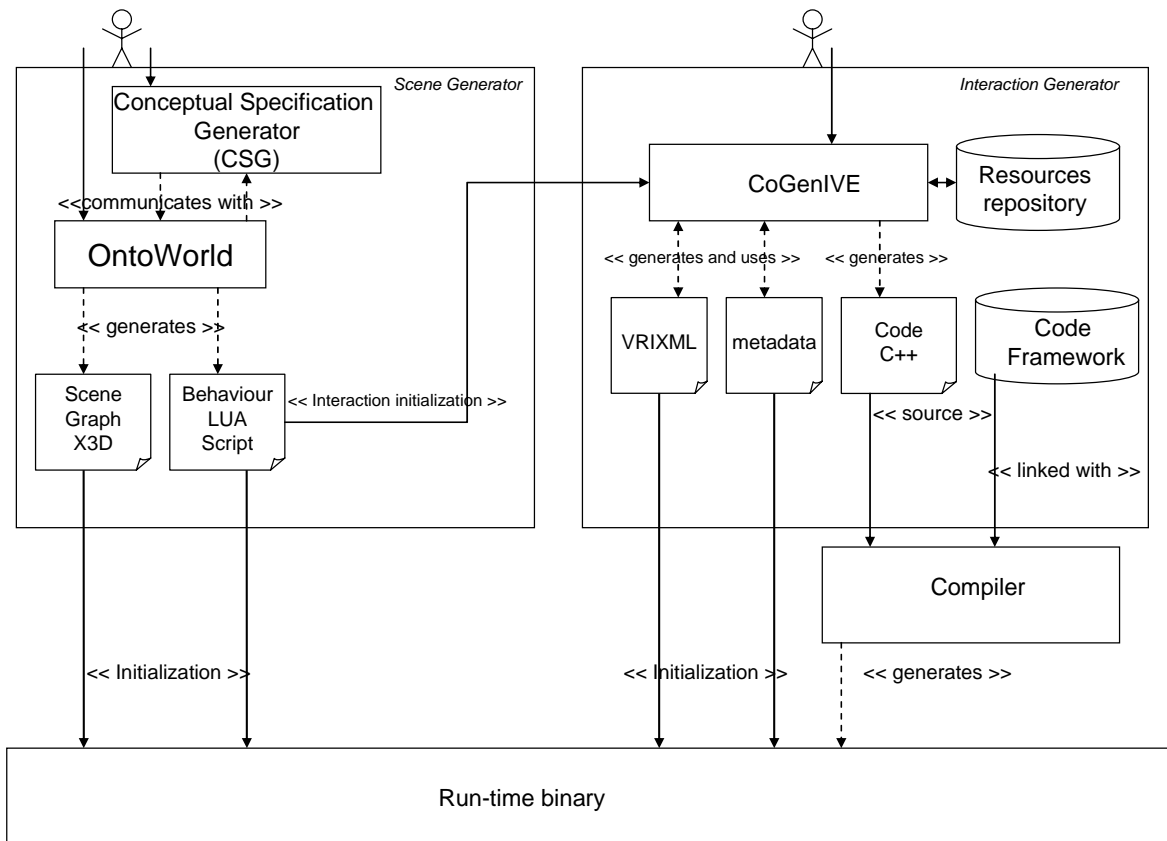 Scene Generator
Conceptual Specification
Generator
(CSG)
<<communicates with >>
OntoWorld
<< generates >>
Scene
Graph
X3D
Behaviour
LUA
Script
<< Interaction initialization >>
<< Initialization >>
Interaction Generator
CoGenIVE
Resources
repository
<< generates and uses >>
<< generates >>
VRIXML
metadata
Code
C++
Code
Framework
<< source >>
<< linked with >>
Compiler
<< Initialization >>
<< generates >>
Run-time binary